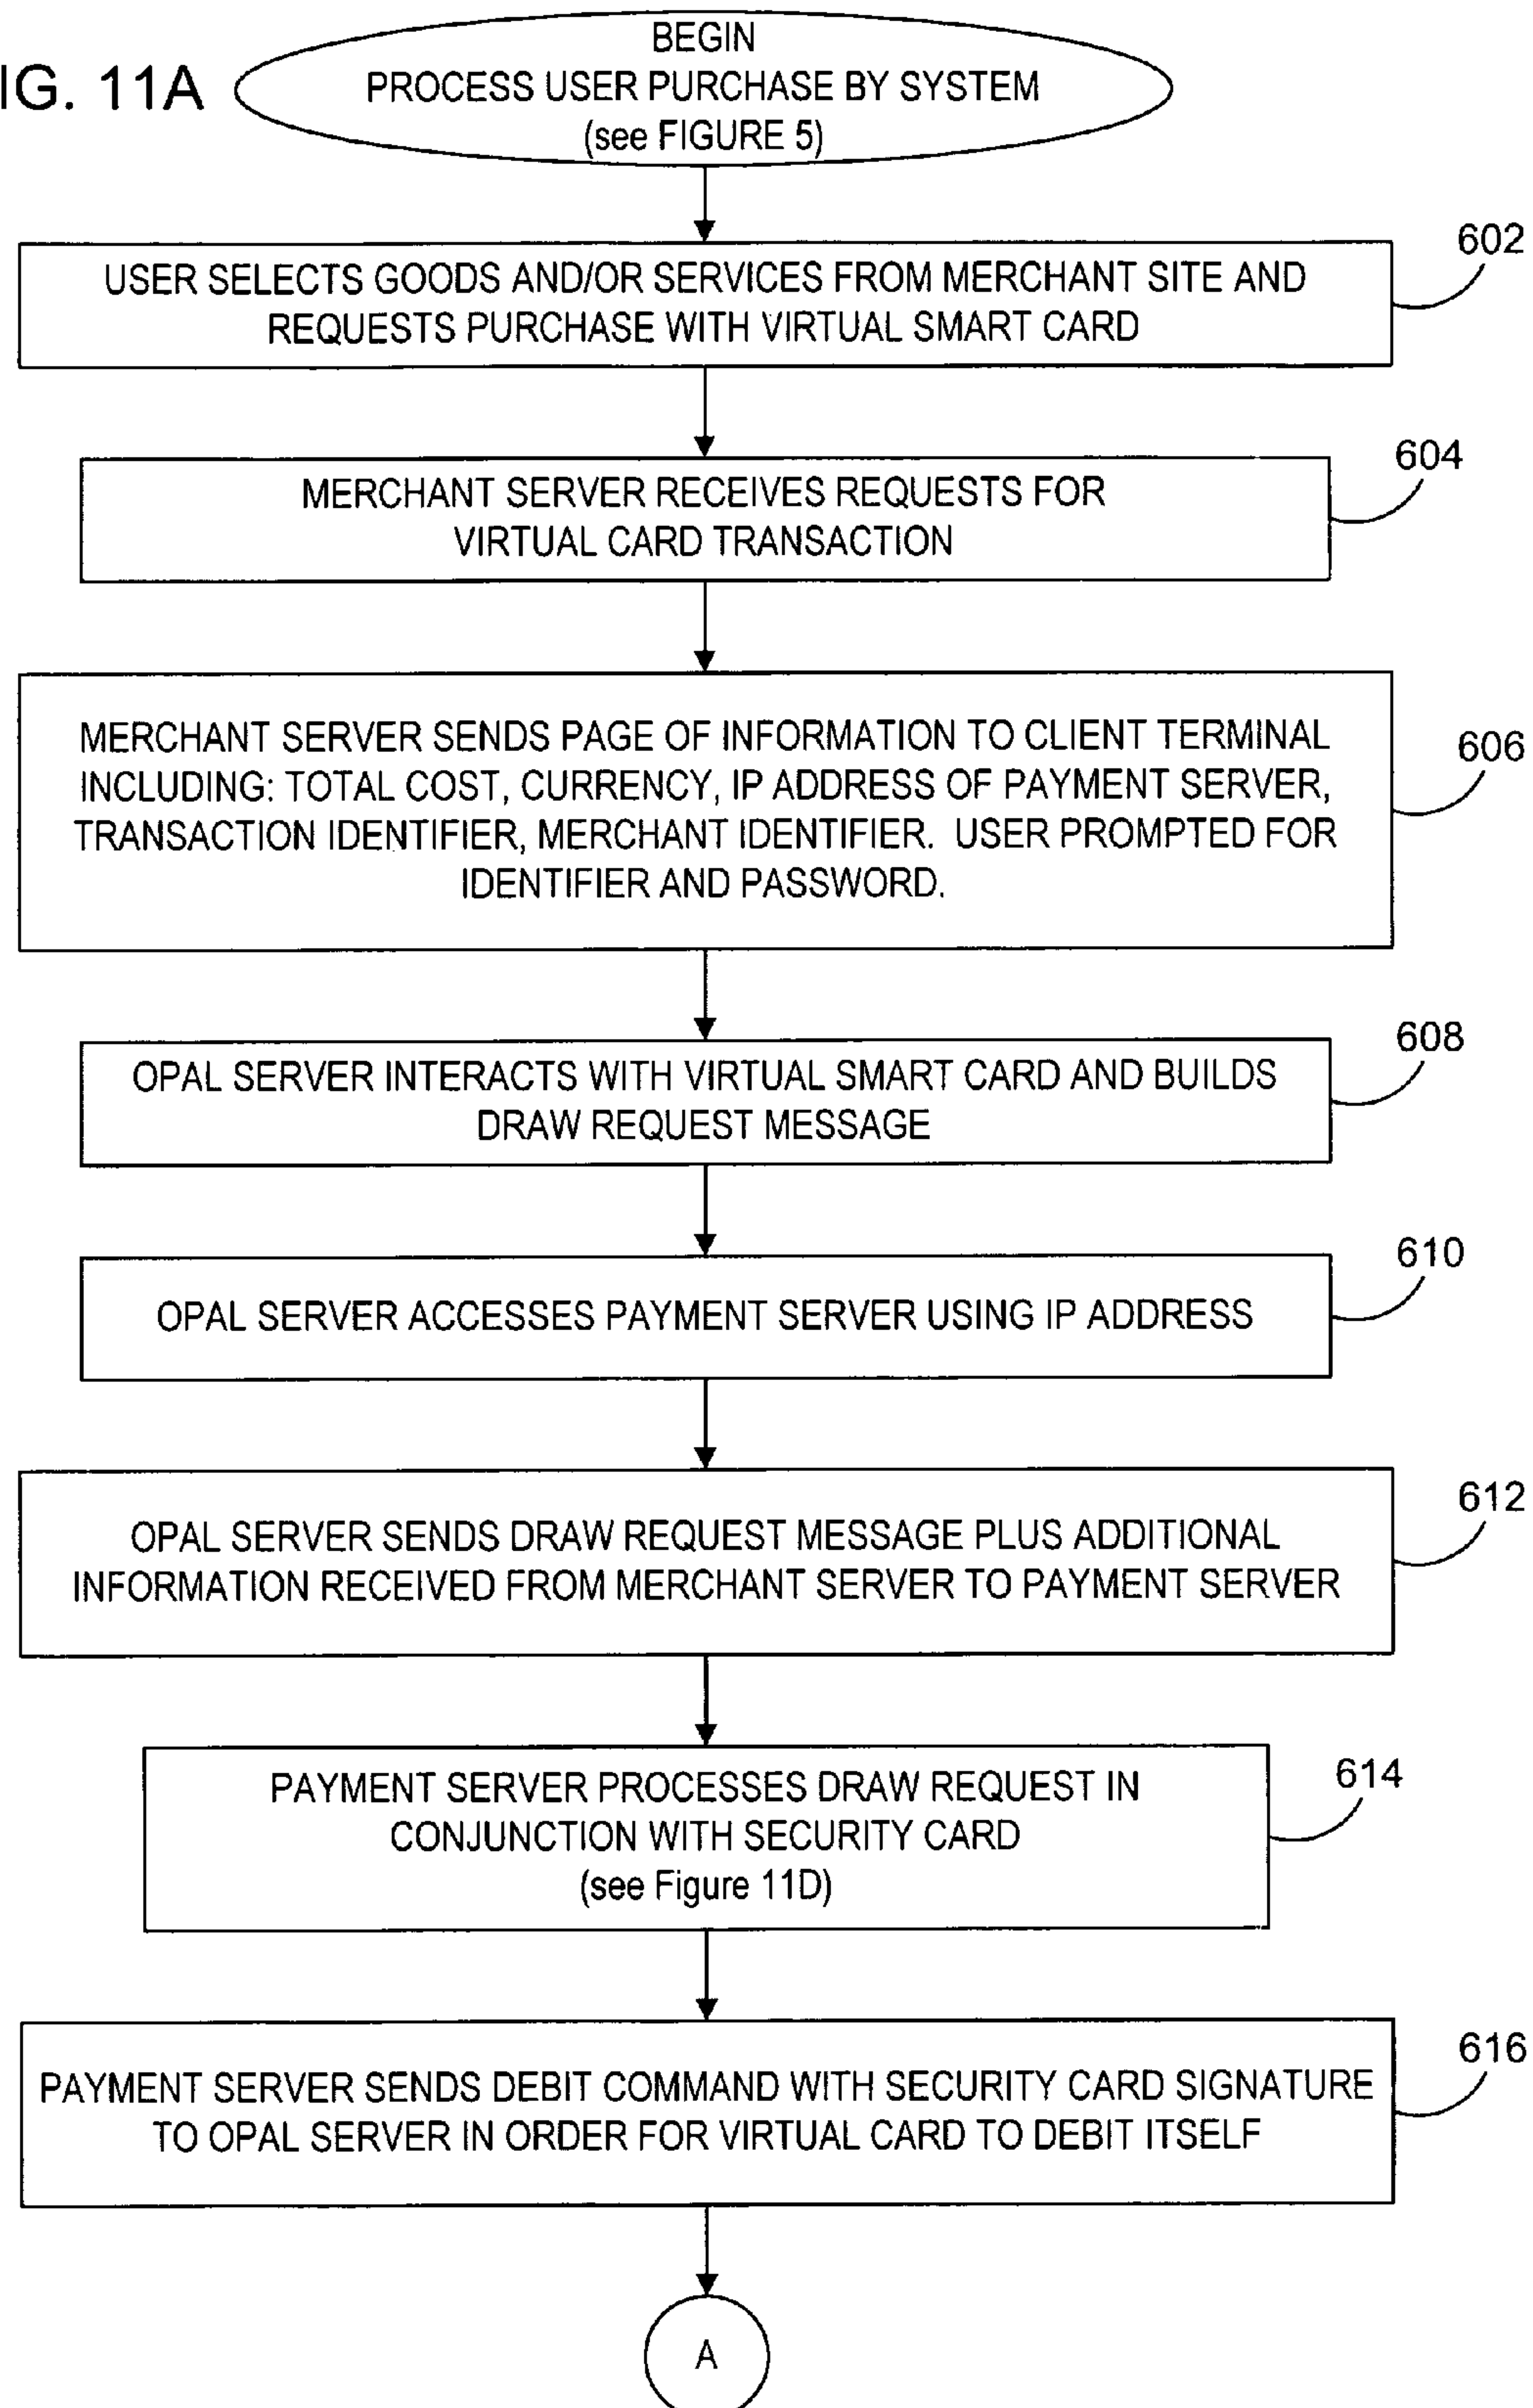 IG. 11A
BEGIN
PROCESS USER PURCHASE BY SYSTEM
(see FIGURE 5)
602
USER SELECTS GOODS AND/OR SERVICES FROM MERCHANT SITE AND
REQUESTS PURCHASE WITH VIRTUAL SMART CARD
604
MERCHANT SERVER RECEIVES REQUESTS FOR
VIRTUAL CARD TRANSACTION
606
MERCHANT SERVER SENDS PAGE OF INFORMATION TO CLIENT TERMINAL
INCLUDING: TOTAL COST, CURRENCY, IP ADDRESS OF PAYMENT SERVER,
TRANSACTION IDENTIFIER, MERCHANT IDENTIFIER. USER PROMPTED FOR
IDENTIFIER AND PASSWORD.
608
OPAL SERVER INTERACTS WITH VIRTUAL SMART CARD AND BUILDS
DRAW REQUEST MESSAGE
610
OPAL SERVER ACCESSES PAYMENT SERVER USING IP ADDRESS
612
OPAL SERVER SENDS DRAW REQUEST MESSAGE PLUS ADDITIONAL
INFORMATION RECEIVED FROM MERCHANT SERVER TO PAYMENT SERVER
614
PAYMENT SERVER PROCESSES DRAW REQUEST IN
CONJUNCTION WITH SECURITY CARD
(see Figure 11D)
616
PAYMENT SERVER SENDS DEBIT COMMAND WITH SECURITY CARD SIGNATURE
TO OPAL SERVER IN ORDER FOR VIRTUAL CARD TO DEBIT ITSELF
A